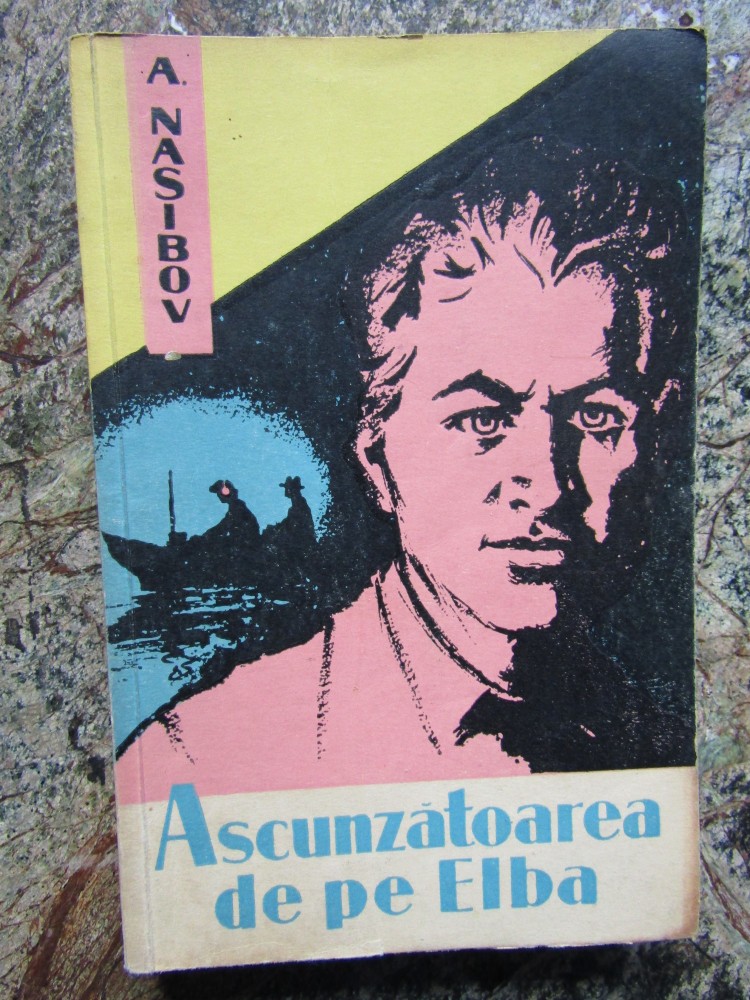 A. NASIBOV
Ascunzătoarea
de pe Elba